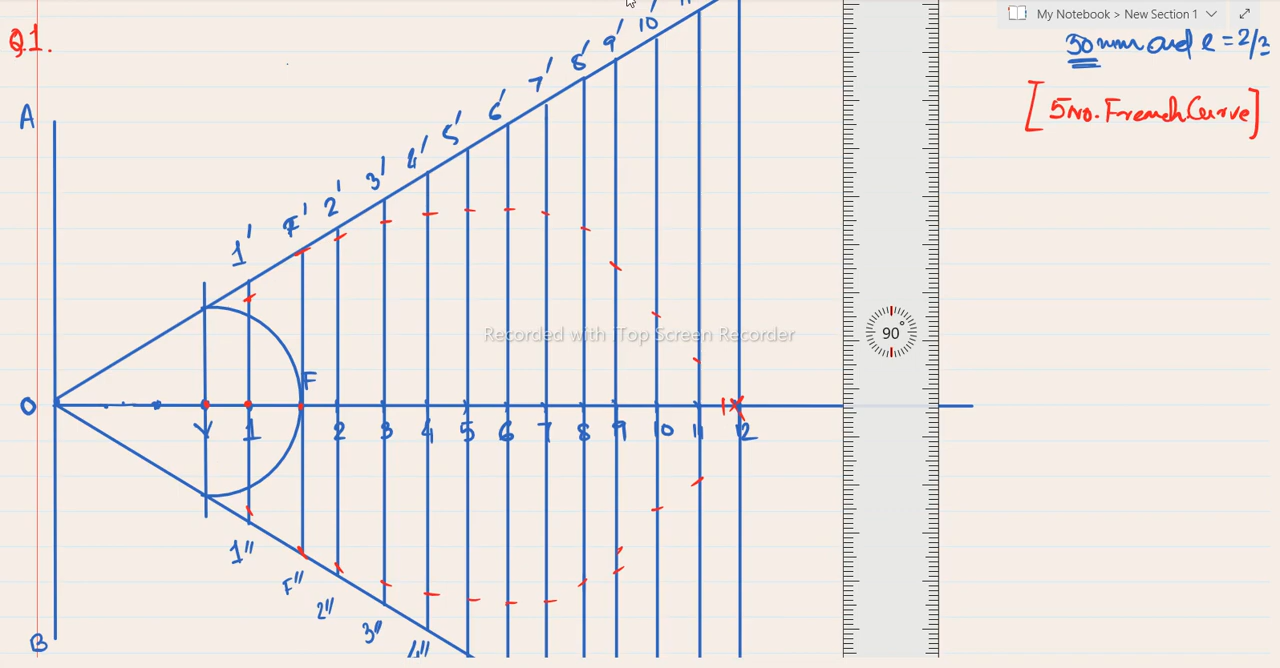 My Notebook > New Section 1
Q1.
30mm and e = 2/3
[5No. French Curve]
A
10'
9'
8'
7'
6'
5'
4'
3'
2'
F'
1'
Recorded with iTop Screen Recorder
90°
F
O
V 1 2 3 4 5 6 7 8 9 10 11 12
1"
F"
2"
3"
4"
B